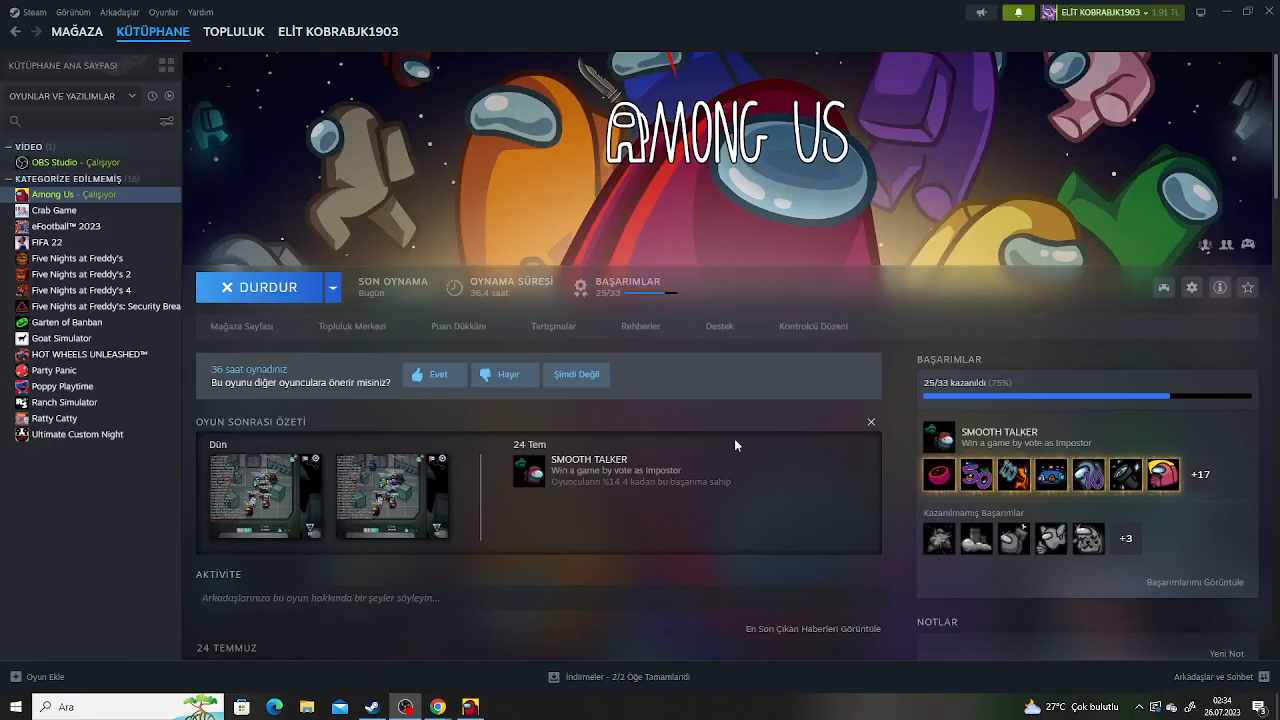 Steam Görünüm Arkadaşlar Oyunlar Yardım
ELİT KOBRABJK1903 1,91 TL
MAĞAZA KÜTÜPHANE TOPLULUK ELİT KOBRABJK1903
KÜTÜPHANE ANA SAYFASI
OYUNLAR VE YAZILIMLAR
VİDEO (1)
OBS Studio - Çalışıyor
KATEGORİZE EDİLMEMİŞ (16)
Among Us - Çalışıyor
Crab Game
eFootball™ 2023
FIFA 22
Five Nights at Freddy's
Five Nights at Freddy's 2
Five Nights at Freddy's 4
Five Nights at Freddy's: Security Brea
Garten of Banban
Goat Simulator
HOT WHEELS UNLEASHED™
Party Panic
Poppy Playtime
Ranch Simulator
Ratty Catty
Ultimate Custom Night
AMONG US
DURDUR
SON OYNAMA
Bugün
OYNAMA SÜRESİ
36,4 saat
BAŞARIMLAR
25/33
Mağaza Sayfası Topluluk Merkezi Puan Dükkânı Tartışmalar Rehberler Destek Kontrolcü Düzeni
36 saat oynadınız
Bu oyunu diğer oyunculara önerir misiniz?
Evet Hayır Şimdi Değil
OYUN SONRASI ÖZETİ
Dün
24 Tem
SMOOTH TALKER
Win a game by vote as Impostor
Oyuncuların %14.4 kadarı bu başarıma sahip
AKTİVİTE
Arkadaşlarınıza bu oyun hakkında bir şeyler söyleyin...
En Son Çıkan Haberleri Görüntüle
24 TEMMUZ
BAŞARIMLAR
25/33 kazanıldı (75%)
SMOOTH TALKER
Win a game by vote as Impostor
+17
Kazanılmamış Başarımlar
+3
Başarımlarımı Görüntüle
NOTLAR
Yeni Not
Oyun Ekle
İndirmeler - 2/2 Öğe Tamamlandı
Arkadaşlar ve Sohbet
Ara
27°C Çok bulutlu
02:34
26.07.2023